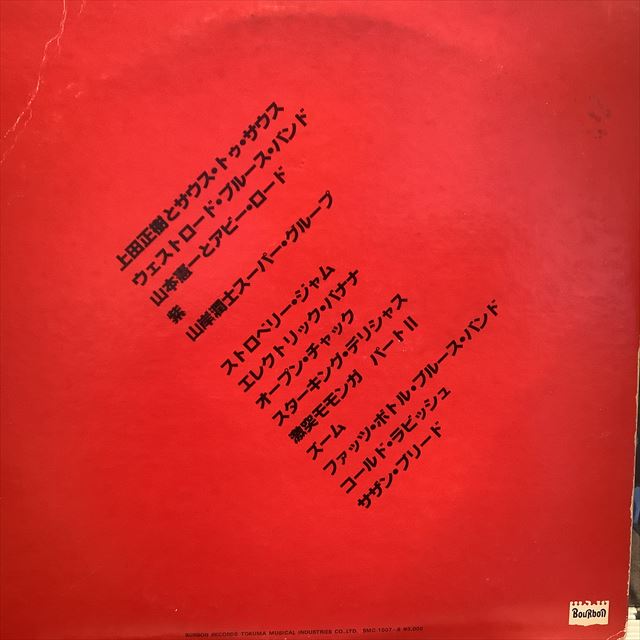 上田正樹とサウス・トゥ・サウス
ウェストロード・ブルース・バンド
山本憲一とアビー・ロード
紫
山岸潤士スーパー・グループ
ストロベリー・ジャム
エレクトリック・バナナ
オープン・チャック
スターキング・デリシャス
激突モモンガ パートII
ズーム
ファッツ・ボトル・ブルース・バンド
コールド・ラビッシュ
サザン・ブリード
BOURBON
BOURBON RECORDS TOKUMA MUSICAL INDUSTRIES CO., LTD. BMC-1507~8 ¥3,000